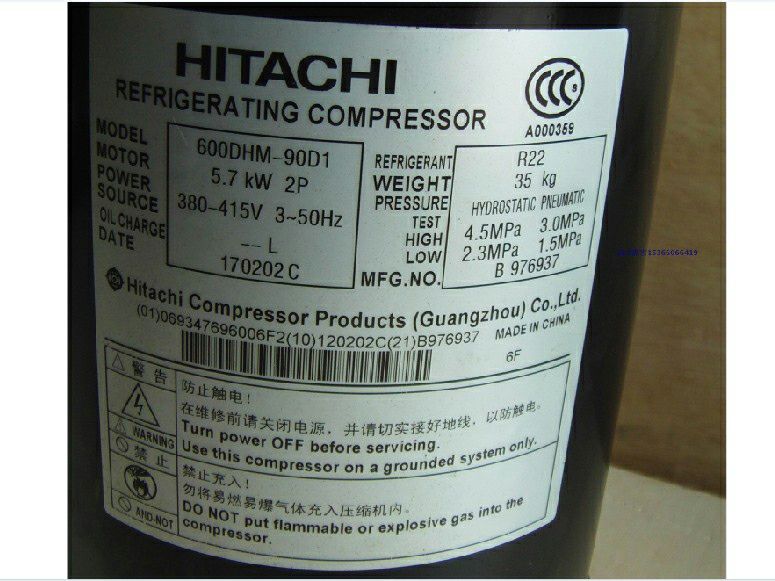 HITACHI
REFRIGERATING COMPRESSOR
A000359
MODEL 600DHM-90D1
MOTOR 5.7 kW 2P
POWER SOURCE 380-415V 3~50Hz
OIL CHARGE --L
DATE 170202C
REFRIGERANT R22
WEIGHT 35 kg
PRESSURE HYDROSTATIC PNEUMATIC
TEST
HIGH 4.5MPa 3.0MPa
LOW 2.3MPa 1.5MPa
MFG.NO. B 976937
Hitachi Compressor Products (Guangzhou) Co.,Ltd.
(01)069347696006F2(10)120202C(21)B976937
MADE IN CHINA
6F
警告
WARNING
防止触电!
在维修前请关闭电源，并请切实接好地线，以防触电。
Turn power OFF before servicing.
Use this compressor on a grounded system only.
禁止
AND-NOT
禁止充入!
勿将易燃易爆气体充入压缩机内。
DO NOT put flammable or explosive gas into the
compressor.
15366066419